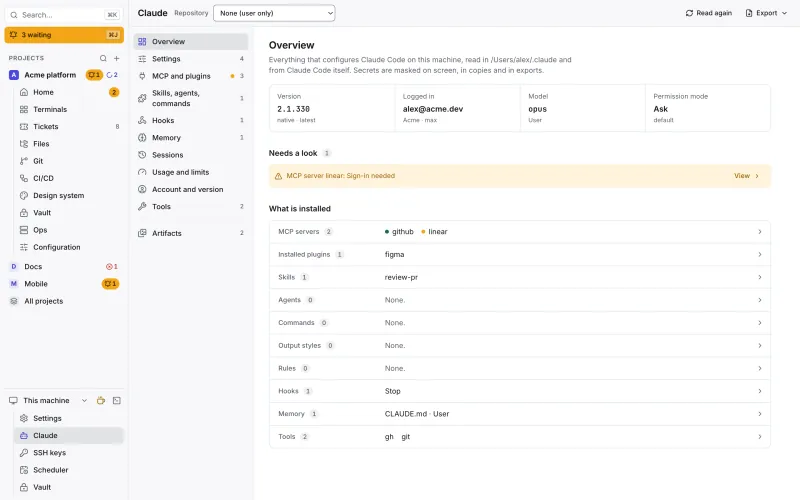 Search...
⌘K
3 waiting
⌘J
PROJECTS
Acme platform
1
2
Home
2
Terminals
Tickets
8
Files
Git
CI/CD
Design system
Vault
Ops
Configuration
D
Docs
1
M
Mobile
1
All projects
This machine
Settings
Claude
SSH keys
Scheduler
Vault
Claude
Repository
None (user only)
Read again
Export
Overview
Settings
4
MCP and plugins
3
Skills, agents,
commands
1
Hooks
1
Memory
1
Sessions
Usage and limits
Account and version
Tools
2
Artifacts
2
Overview
Everything that configures Claude Code on this machine, read in /Users/alex/.claude and
from Claude Code itself. Secrets are masked on screen, in copies and in exports.
Version
2.1.330
native · latest
Logged in
alex@acme.dev
Acme · max
Model
opus
User
Permission mode
Ask
default
Needs a look
1
MCP server linear: Sign-in needed
View
What is installed
MCP servers 2
github linear
Installed plugins 1
figma
Skills 1
review-pr
Agents 0
None.
Commands 0
None.
Output styles 0
None.
Rules 0
None.
Hooks 1
Stop
Memory 1
CLAUDE.md · User
Tools 2
gh git